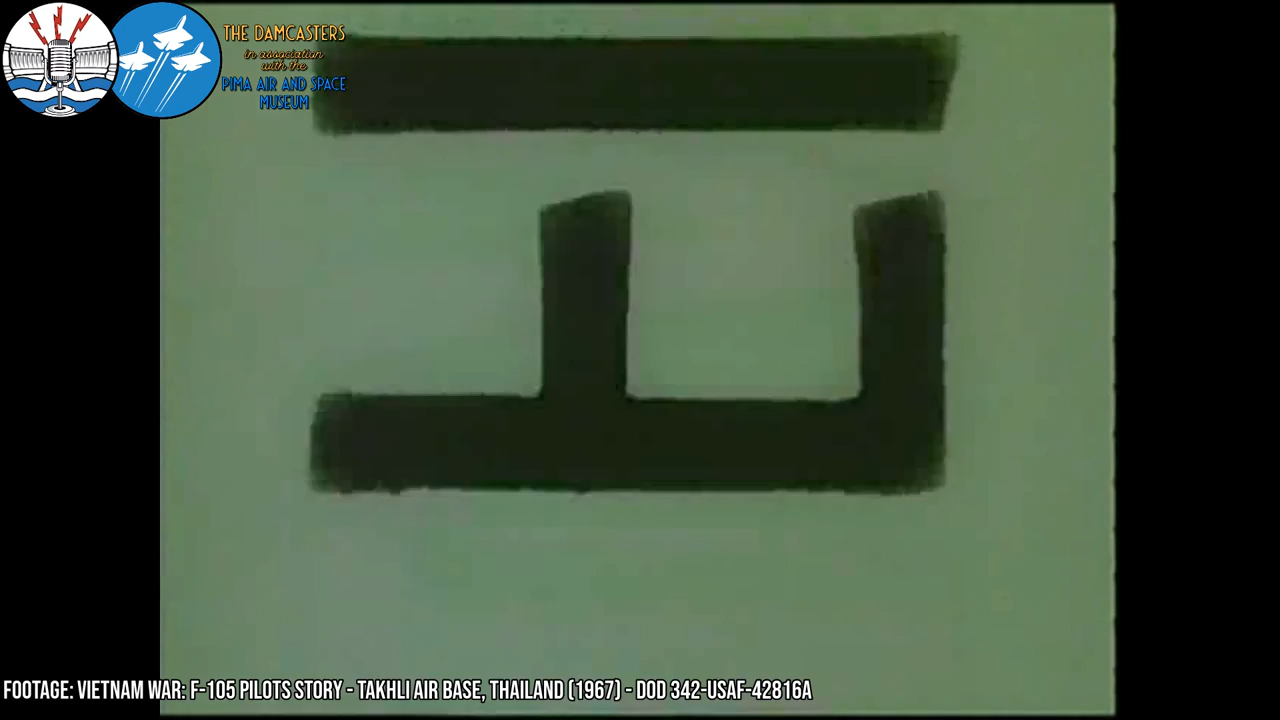 THE DAMCASTERS
in association
with the
PIMA AIR AND SPACE
MUSEUM
FOOTAGE: VIETNAM WAR: F-105 PILOTS STORY - TAKHLI AIR BASE, THAILAND (1967) - DOD 342-USAF-42816A